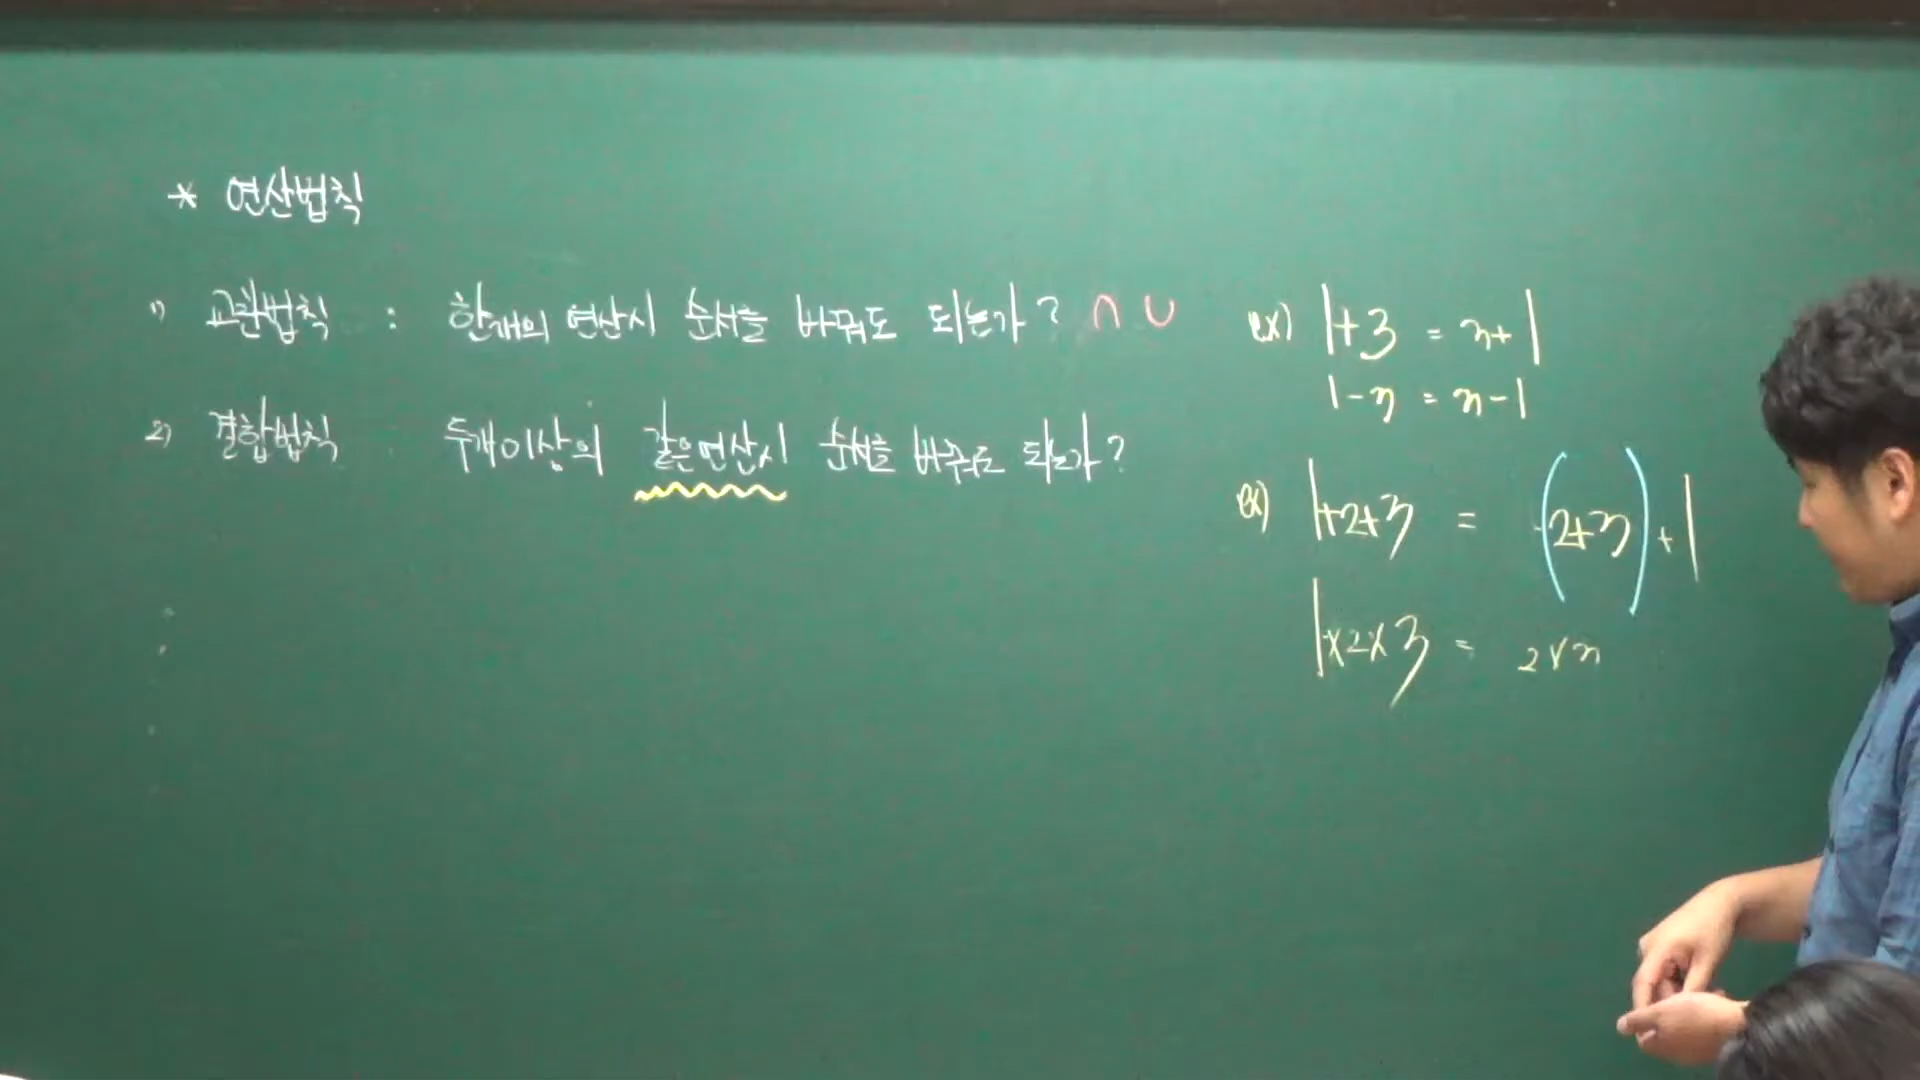 * 연산법칙
1) 교환법칙 : 한개의 연산시 순서를 바꿔도 되는가? ∩ ∪
ex) 1+3 = 3+1
1-3 = 3-1
2) 결합법칙 두개이상의 같은연산시 순서를 바꿔도 되는가?
ex) 1+2+3 = (2+3)+1
1×2×3 = 2×3